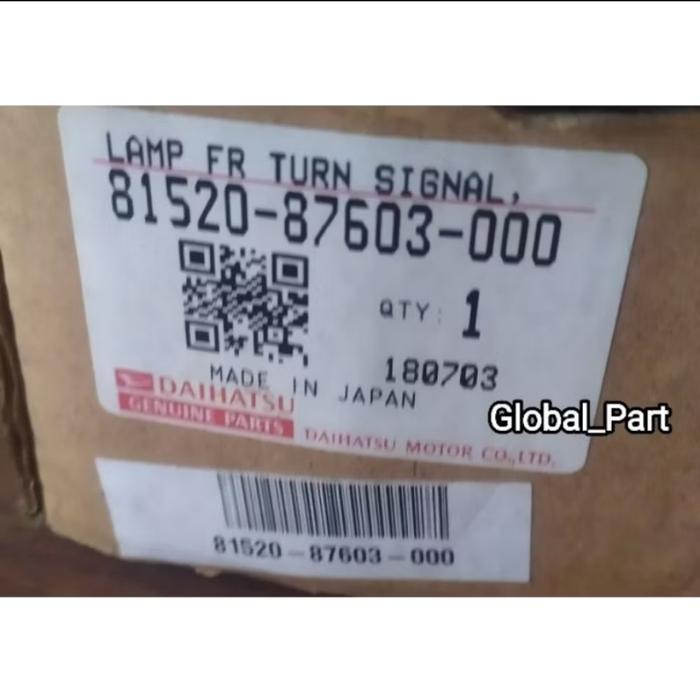 LAMP FR TURN SIGNAL,
81520-87603-000
QTY: 1
180703
MADE IN JAPAN
DAIHATSU
GENUINE PARTS
DAIHATSU MOTOR CO.,LTD.
Global_Part
81520-87603-000